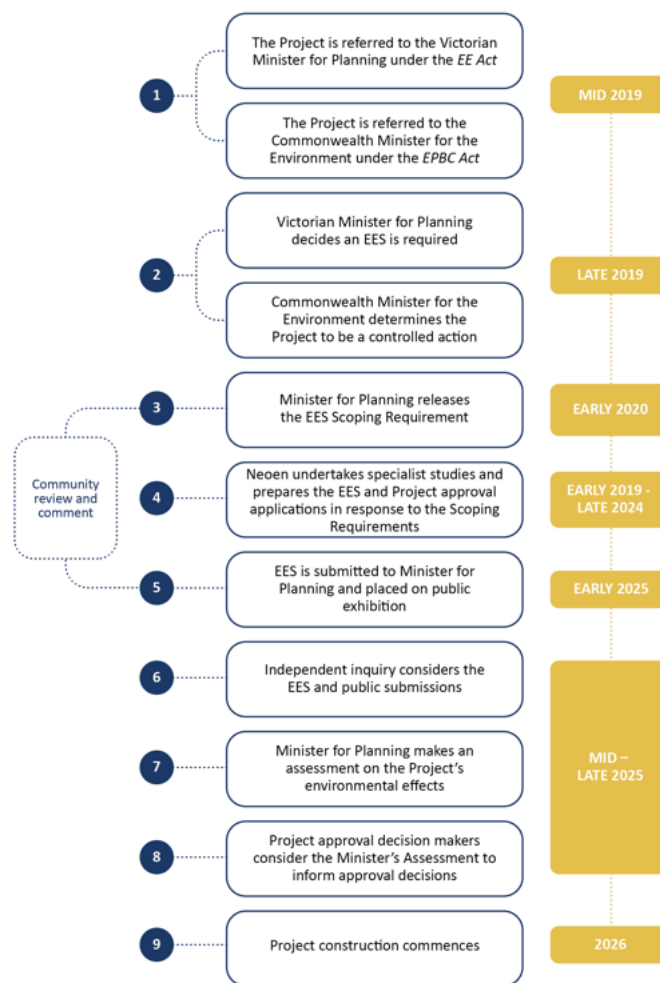 1
The Project is referred to the Victorian
Minister for Planning under the EE Act
MID 2019
The Project is referred to the
Commonwealth Minister for the
Environment under the EPBC Act
2
Victorian Minister for Planning
decides an EES is required
LATE 2019
Commonwealth Minister for the
Environment determines the
Project to be a controlled action
Community
review and
comment
3
Minister for Planning releases
the EES Scoping Requirement
EARLY 2020
4
Neoen undertakes specialist studies and
prepares the EES and Project approval
applications in response to the Scoping
Requirements
EARLY 2019 -
LATE 2024
5
EES is submitted to Minister for
Planning and placed on public
exhibition
EARLY 2025
6
Independent inquiry considers the
EES and public submissions
7
Minister for Planning makes an
assessment on the Project's
environmental effects
MID –
LATE 2025
8
Project approval decision makers
consider the Minister's Assessment to
inform approval decisions
9
Project construction commences
2026